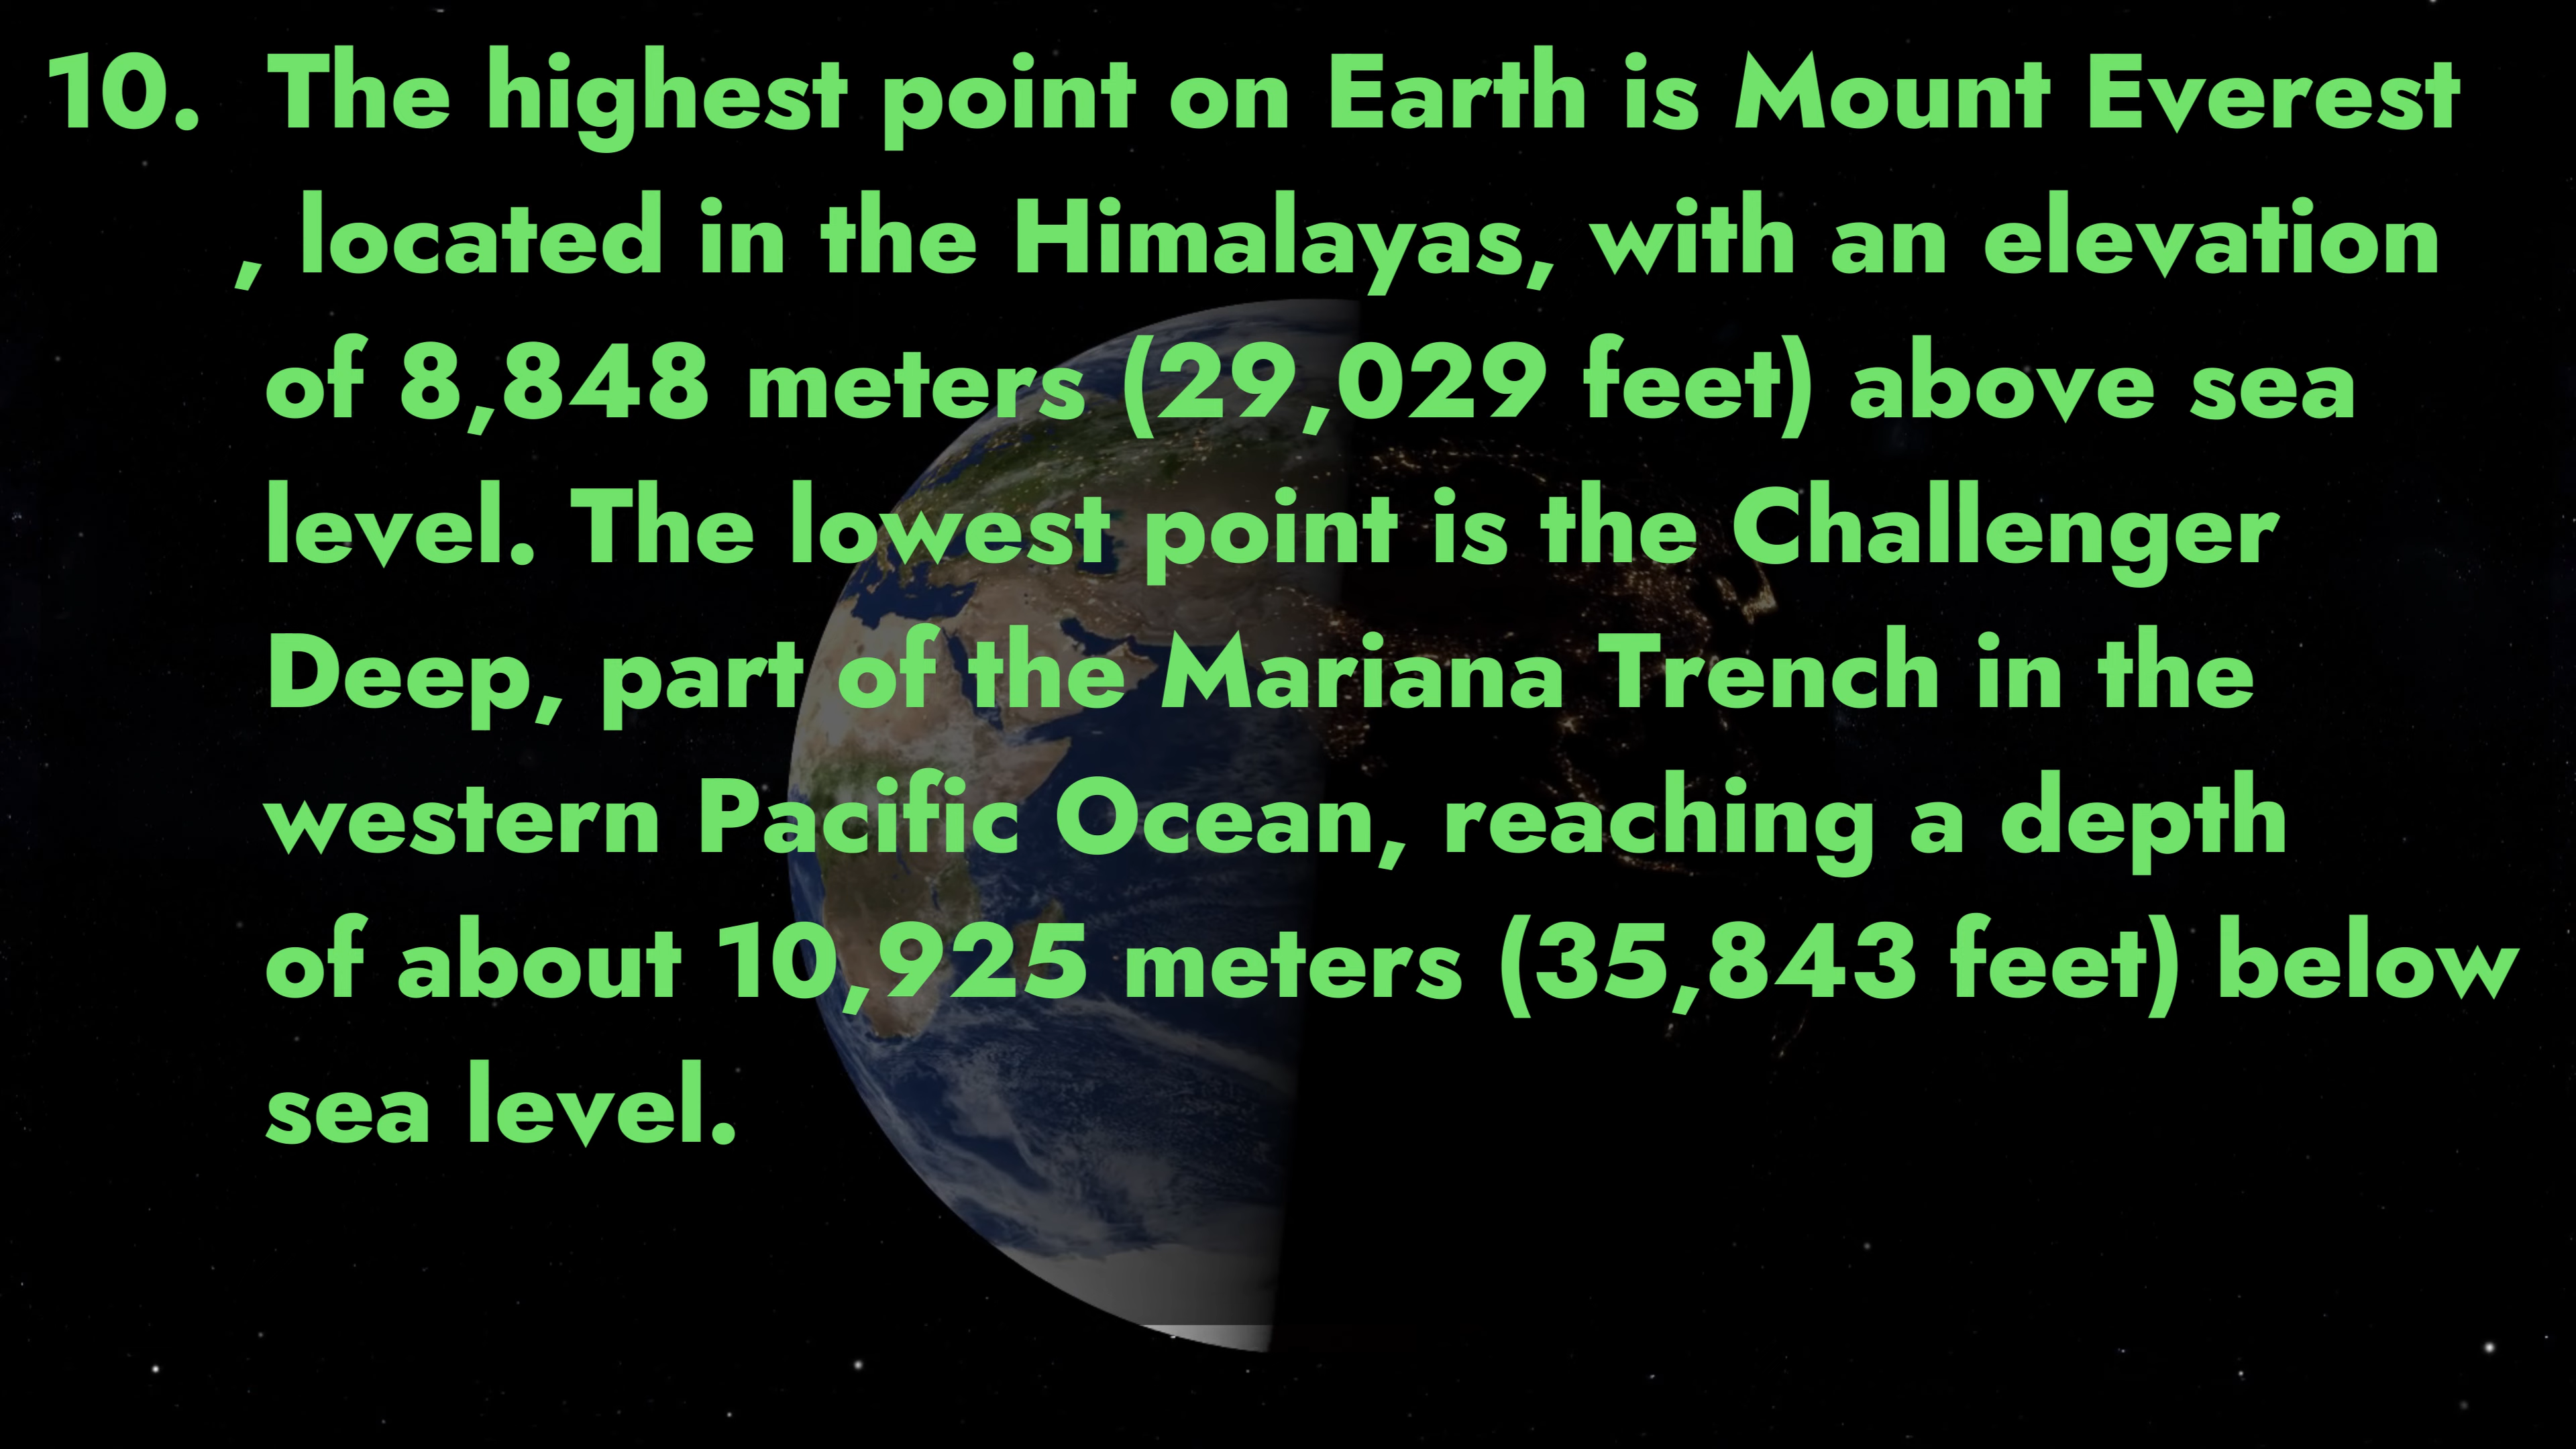 10. The highest point on Earth is Mount Everest
, located in the Himalayas, with an elevation
of 8,848 meters (29,029 feet) above sea
level. The lowest point is the Challenger
Deep, part of the Mariana Trench in the
western Pacific Ocean, reaching a depth
of about 10,925 meters (35,843 feet) below
sea level.